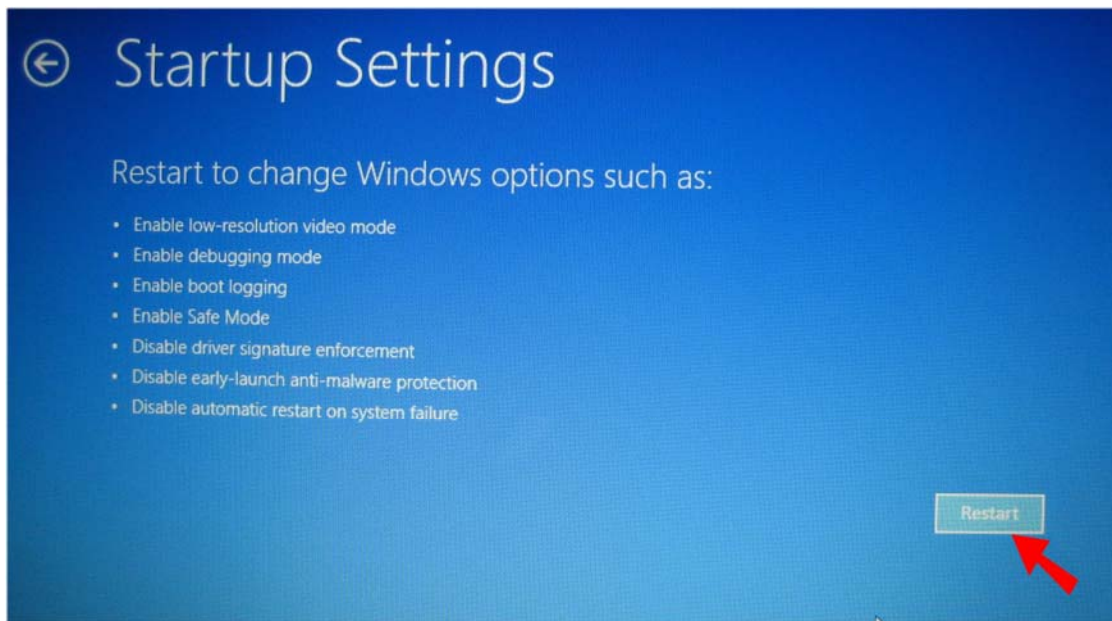 Startup Settings
Restart to change Windows options such as:
Enable low-resolution video mode
Enable debugging mode
Enable boot logging
Enable Safe Mode
Disable driver signature enforcement
Disable early-launch anti-malware protection
Disable automatic restart on system failure
Restart